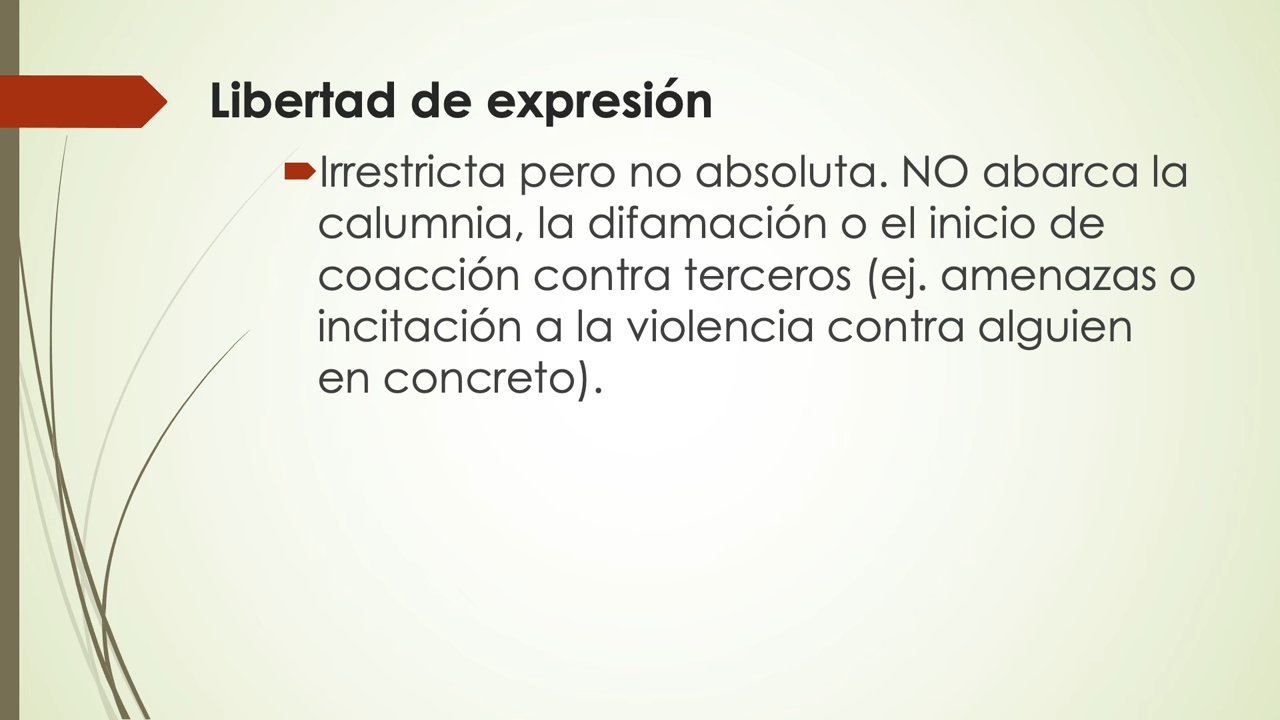 Libertad de expresión
Irrestricta pero no absoluta. NO abarca la
calumnia, la difamación o el inicio de
coacción contra terceros (ej. amenazas o
incitación a la violencia contra alguien
en concreto).